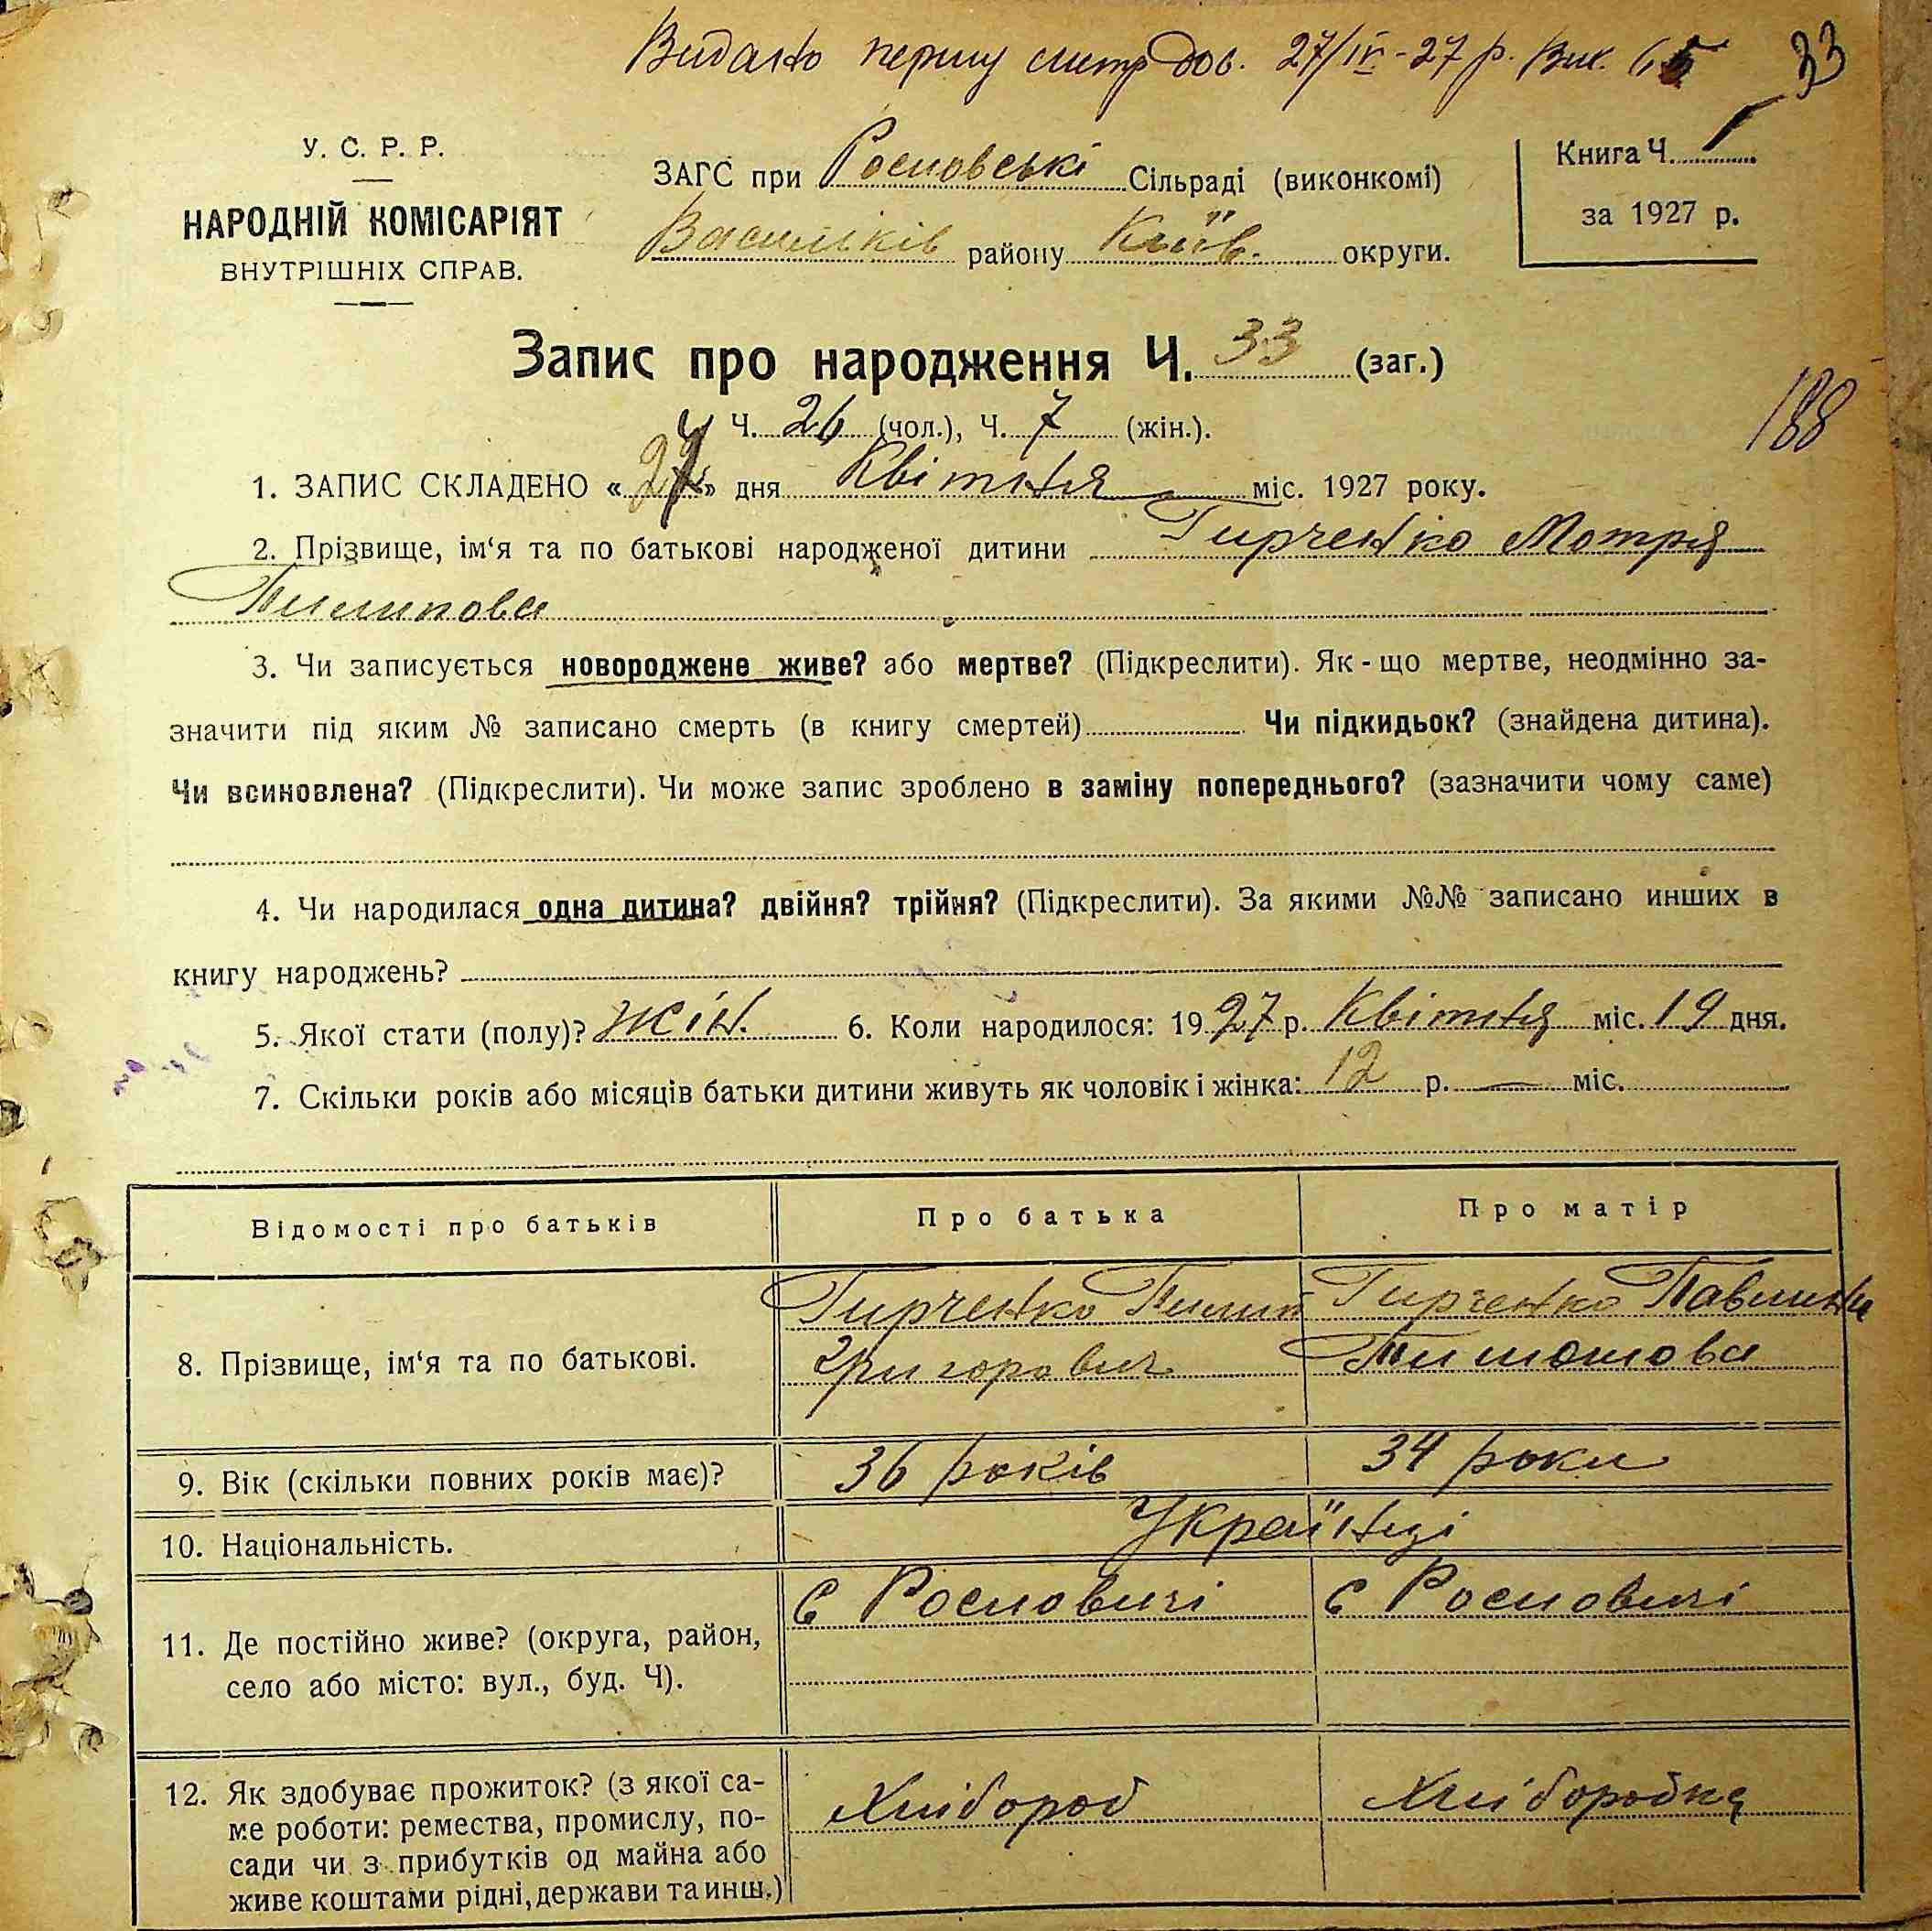 Видано першу метр дов. 27/IV-27 р. Вик.
33
У. С. Р. Р.
НАРОДНІЙ КОМІСАРІЯТ
ВНУТРІШНІХ СПРАВ.
ЗАГС при Росновські Сільраді (виконкомі)
Васильків району Київ. округи.
Книга Ч. 1
за 1927 р.
Запис про народження Ч. 33 (заг.)
Ч. 26 (чол.), Ч. 7 (жін.).
188
1. ЗАПИС СКЛАДЕНО « » дня Квітня міс. 1927 року.
2. Прізвище, ім‘я та по батькові народженої дитини Гирченко Мотря
Пилипова
3. Чи записується новороджене живе? або мертве? (Підкреслити). Як-що мертве, неодмінно за-
значити під яким № записано смерть (в книгу смертей) Чи підкидьок? (знайдена дитина).
Чи всиновлена? (Підкреслити). Чи може запис зроблено в заміну попереднього? (зазначити чому саме)
4. Чи народилася одна дитина? двійня? трійня? (Підкреслити). За якими №№ записано инших в
книгу народжень?
5. Якої стати (полу)? жін. 6. Коли народилося: 1927 р. Квітня міс. 19 дня.
7. Скільки років або місяців батьки дитини живуть як чоловік і жінка: 12 р. — міс.
Відомості про батьків Про батька Про матір
8. Прізвище, ім‘я та по батькові.
Гирченко Пилип
Григорович
Гирченко Павлина
Тимошова
9. Вік (скільки повних років має)? 36 років 34 роки
10. Національність. Українці
11. Де постійно живе? (округа, район,
село або місто: вул., буд. Ч).
с Росновичі
с Росновичі
12. Як здобуває прожиток? (з якої са-
ме роботи: ремества, промислу, по-
сади чи з прибутків од майна або
живе коштами рідні, держави та инш.)
Хлібороб
Хліборобка